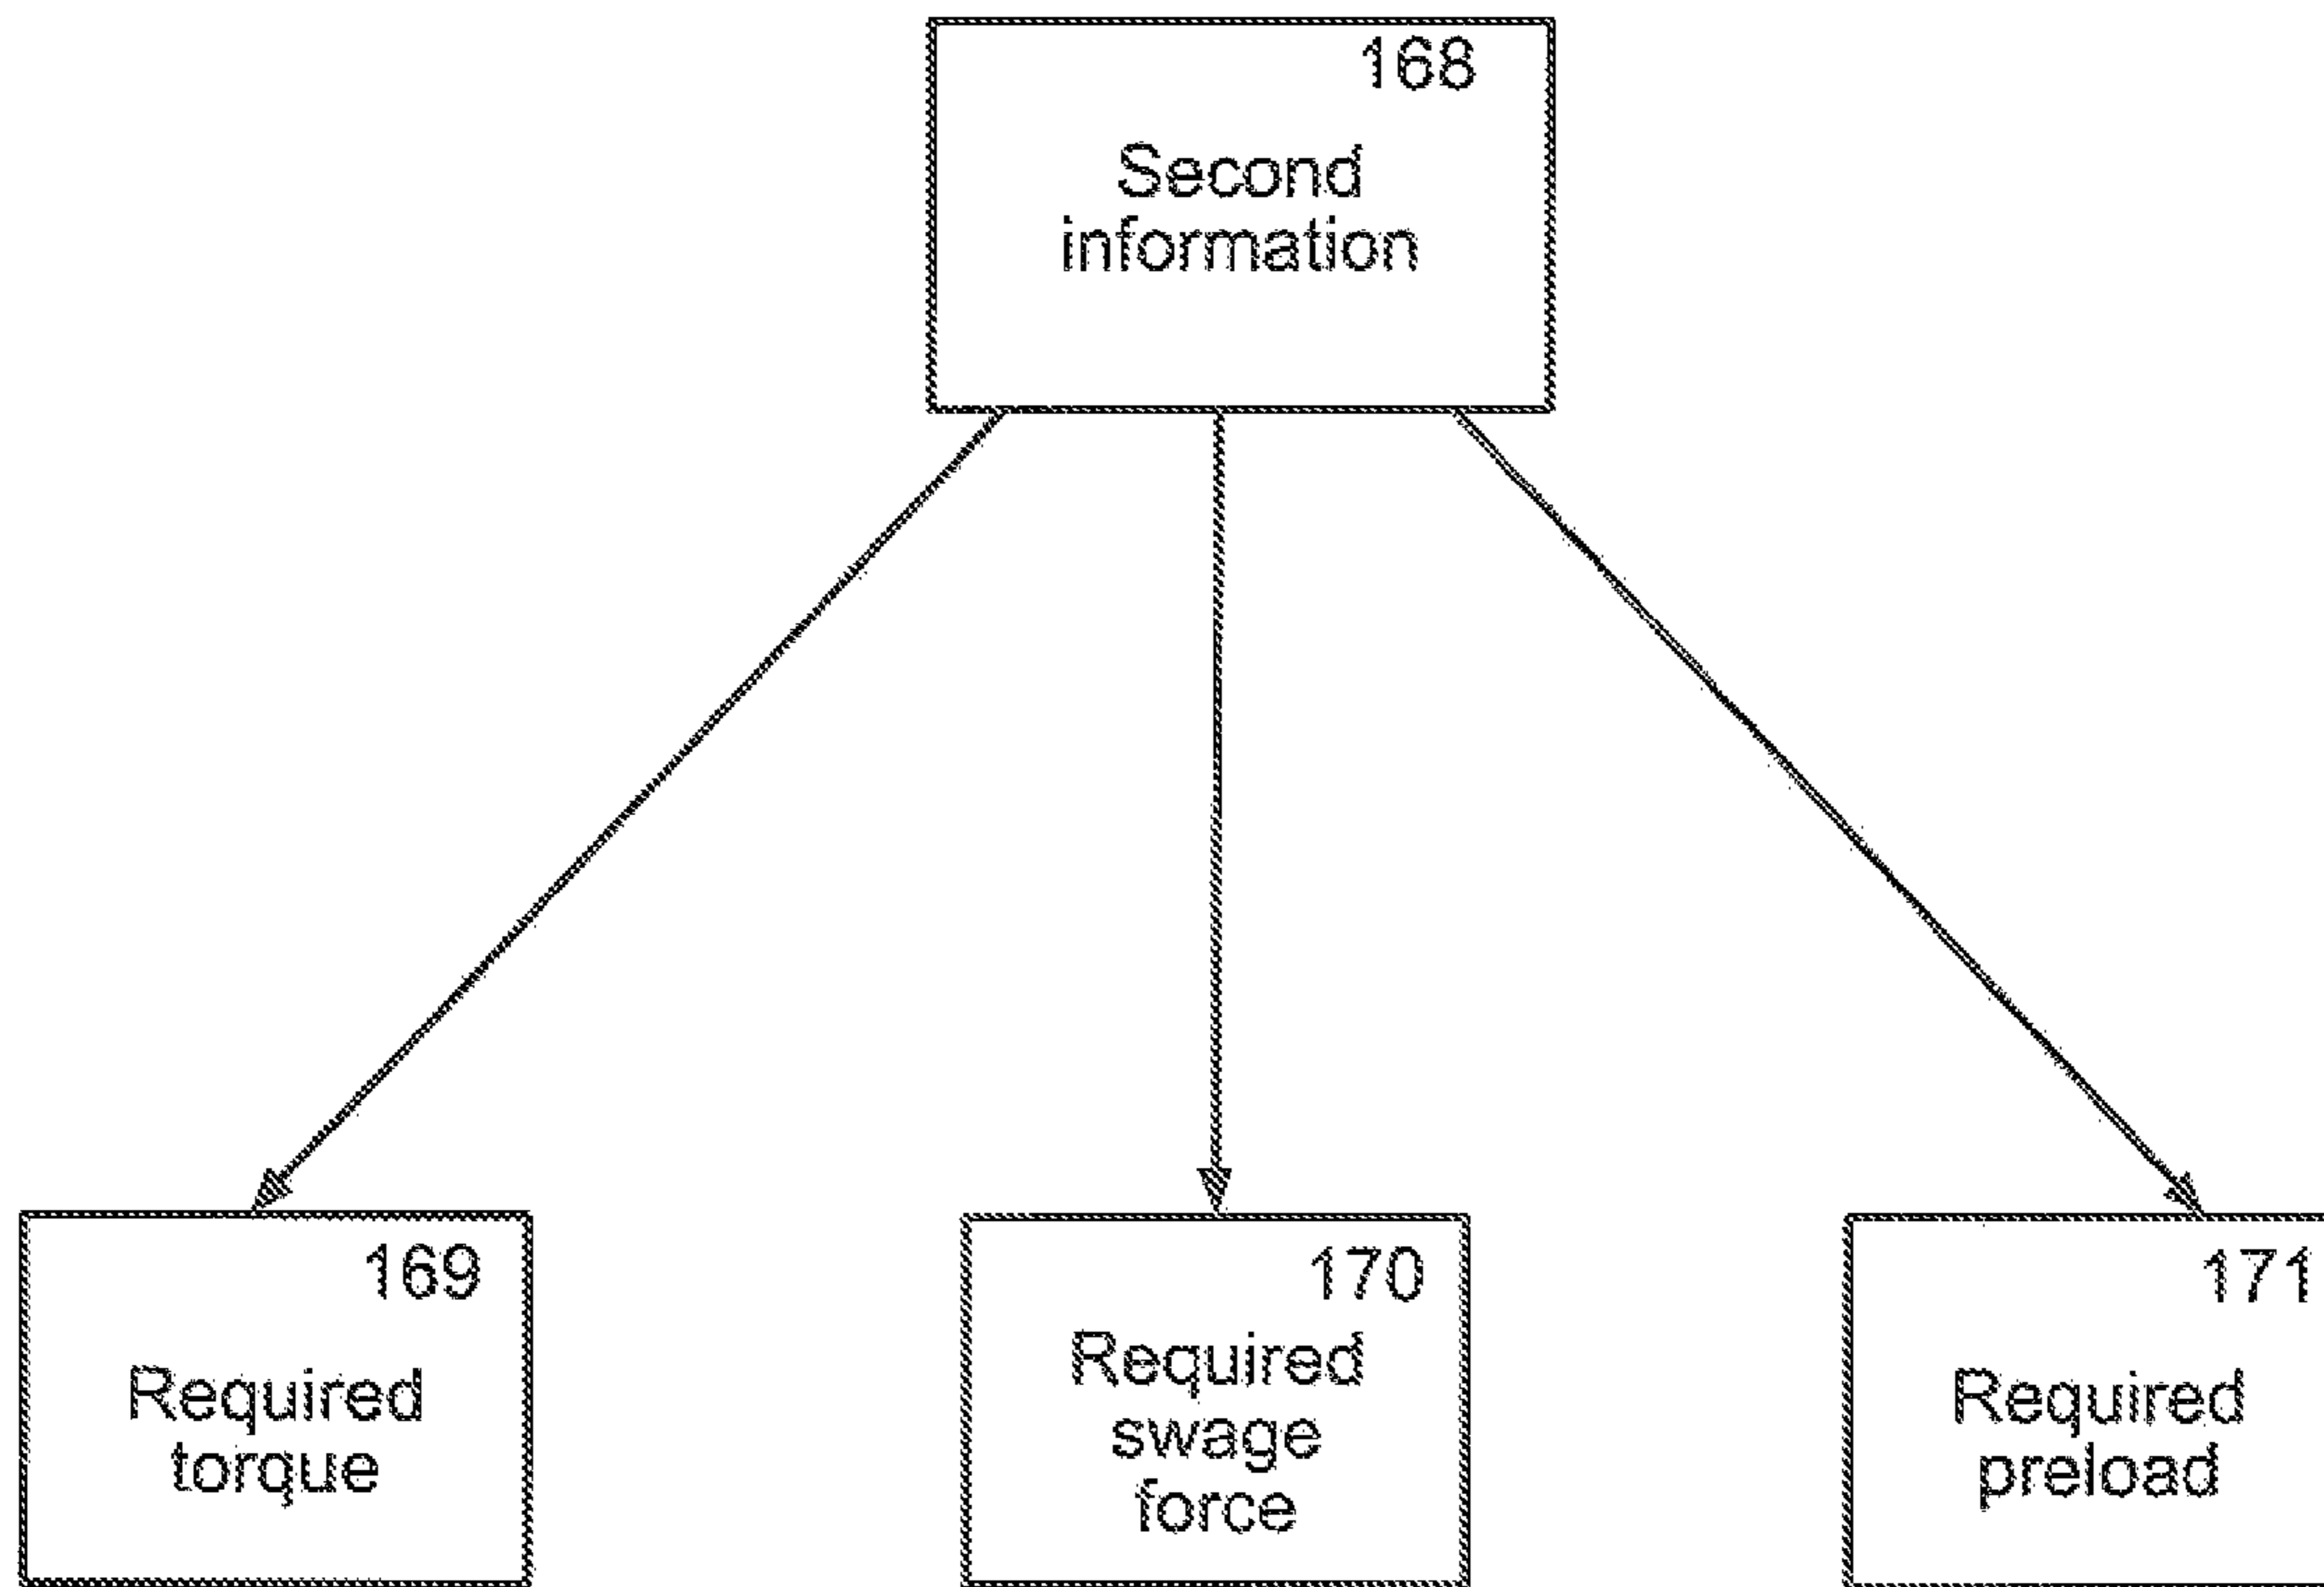 168
Second
information
169
Required
torque
170
Required
swage
force
171
Required
preload